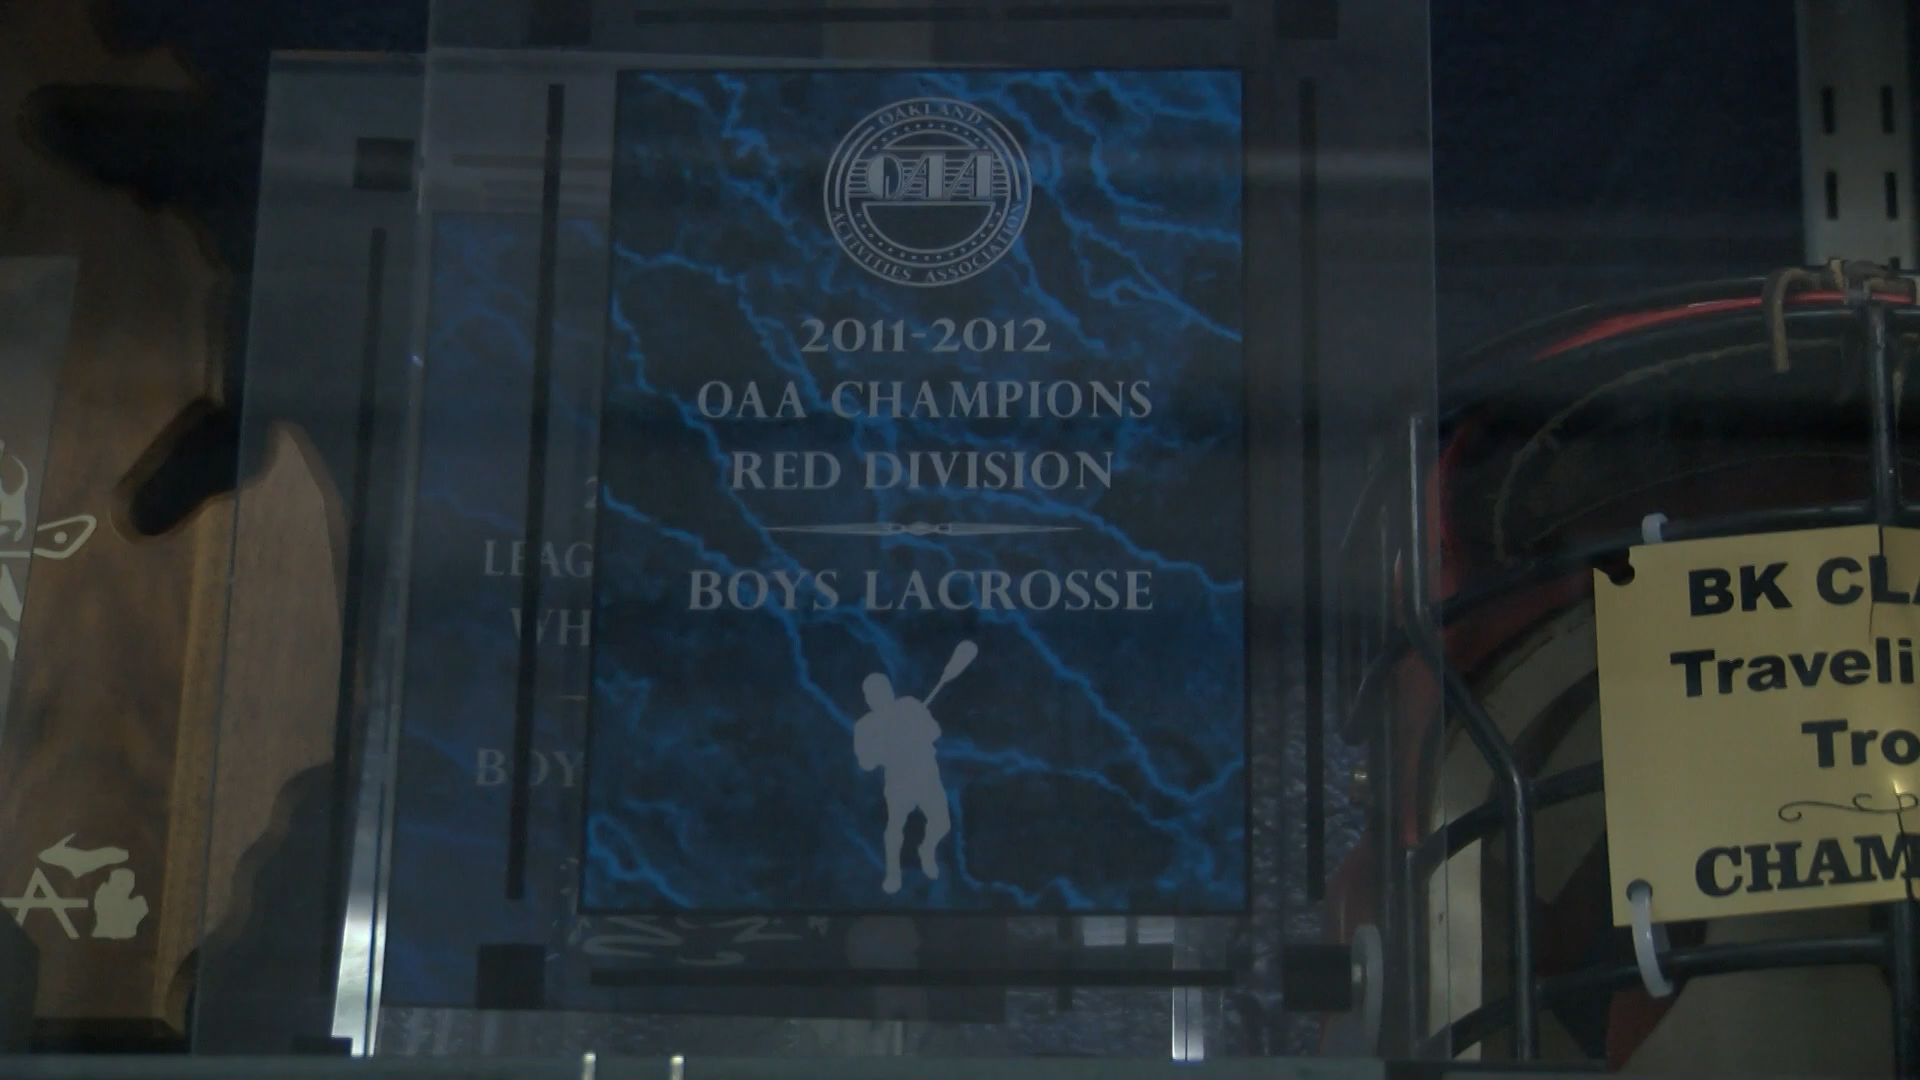 OAKLAND
OAA
ACTIVITIES ASSOCIATION
2011-2012
OAA CHAMPIONS
RED DIVISION
BOYS LACROSSE
LEAG
WH
BOY
BK CLA
Traveli
Tro
CHAM